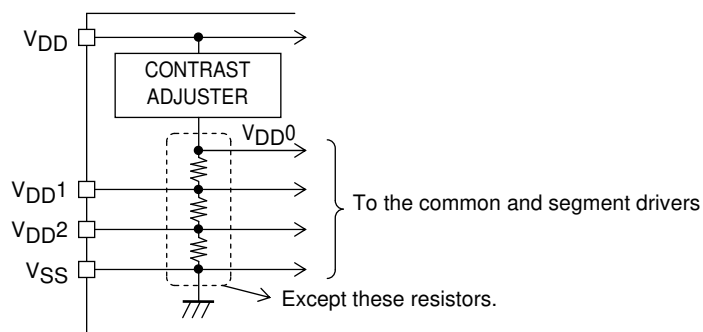 VDD
CONTRAST
ADJUSTER
VDD0
VDD1
To the common and segment drivers
VDD2
VSS
Except these resistors.